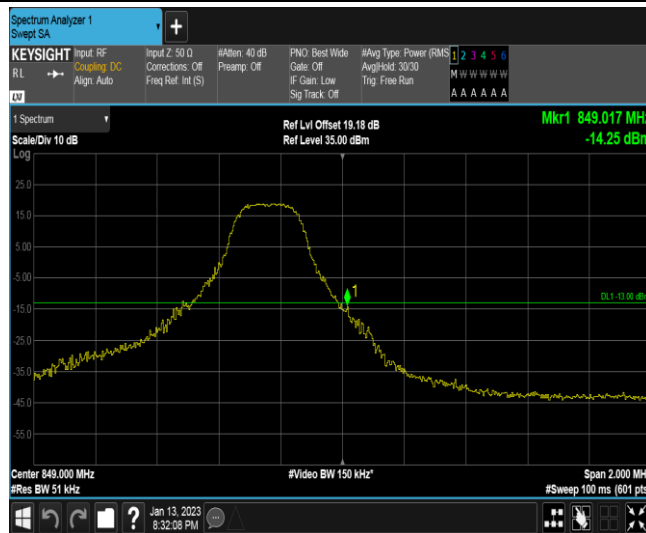 Spectrum Analyzer 1
Swept SA
+
KEYSIGHT
RL
Input: RF
Coupling: DC
Align: Auto
Input Z: 50 Ω
Corrections: Off
Freq Ref: Int (S)
#Atten: 40 dB
Preamp: Off
PNO: Best Wide
Gate: Off
IF Gain: Low
Sig Track: Off
#Avg Type: Power (RMS
Avg|Hold: 30/30
Trig: Free Run
1 2 3 4 5 6
M W W W W W
A A A A A A
1 Spectrum
Scale/Div 10 dB
Log
Ref Lvl Offset 19.18 dB
Ref Level 35.00 dBm
Mkr1 849.017 MHz
-14.25 dBm
25.0
15.0
5.00
-5.00
-15.0
-25.0
-35.0
-45.0
-55.0
1
DL1 -13.00 dBm
Center 849.000 MHz
#Res BW 51 kHz
#Video BW 150 kHz*
Span 2.000 MHz
#Sweep 100 ms (601 pts)
?
Jan 13, 2023
8:32:08 PM